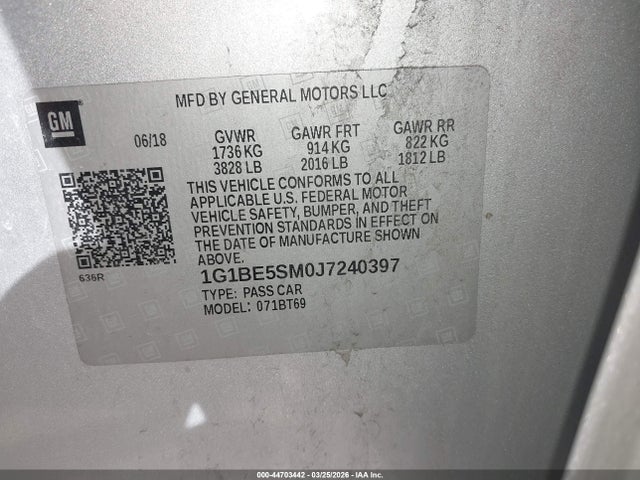 MFD BY GENERAL MOTORS LLC
GM
06/18
GVWR GAWR FRT GAWR RR
1736 KG 914 KG 822 KG
3828 LB 2016 LB 1812 LB
THIS VEHICLE CONFORMS TO ALL
APPLICABLE U.S. FEDERAL MOTOR
VEHICLE SAFETY, BUMPER, AND THEFT
PREVENTION STANDARDS IN EFFECT ON
THE DATE OF MANUFACTURE SHOWN
ABOVE.
636R
1G1BE5SM0J7240397
TYPE: PASS CAR
MODEL: 071BT69
000-44703442 - 03/25/2026 - IAA Inc.